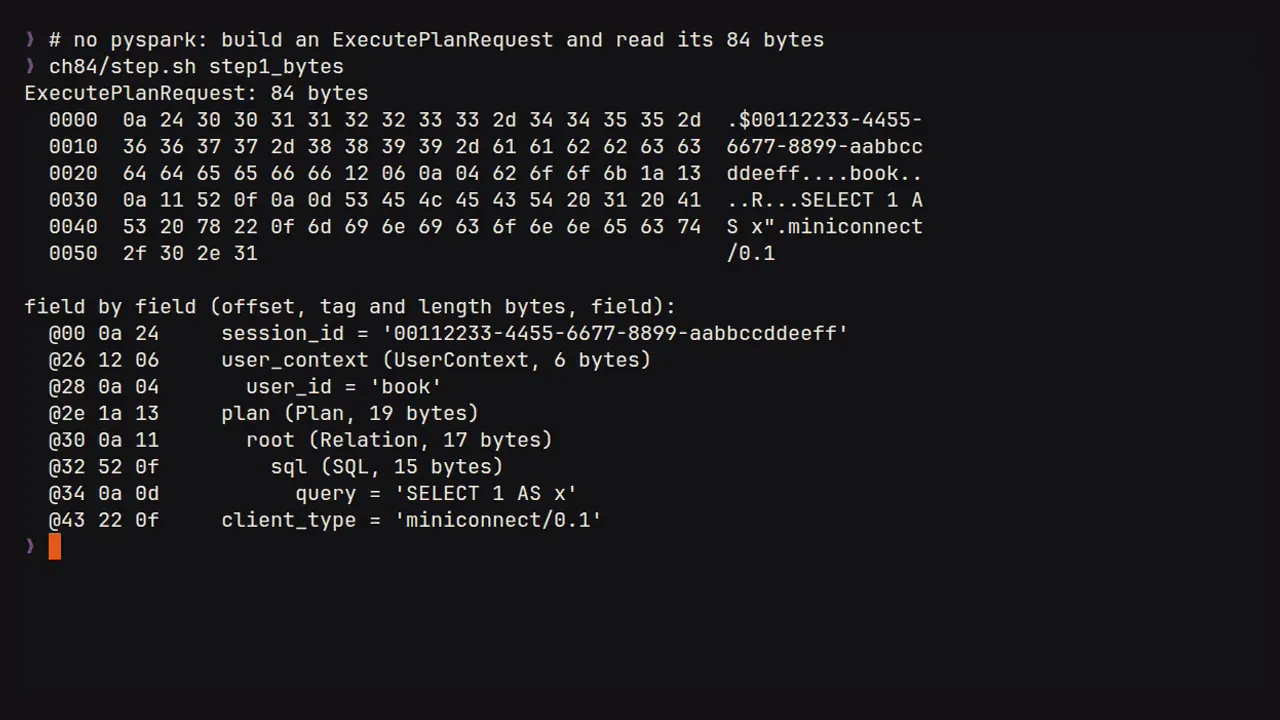 ❯ # no pyspark: build an ExecutePlanRequest and read its 84 bytes
❯ ch84/step.sh step1_bytes
ExecutePlanRequest: 84 bytes
  0000  0a 24 30 30 31 31 32 32 33 33 2d 34 34 35 35 2d  .$00112233-4455-
  0010  36 36 37 37 2d 38 38 39 39 2d 61 61 62 62 63 63  6677-8899-aabbcc
  0020  64 64 65 65 66 66 12 06 0a 04 62 6f 6f 6b 1a 13  ddeeff....book..
  0030  0a 11 52 0f 0a 0d 53 45 4c 45 43 54 20 31 20 41  ..R...SELECT 1 A
  0040  53 20 78 22 0f 6d 69 6e 69 63 6f 6e 6e 65 63 74  S x".miniconnect
  0050  2f 30 2e 31                                      /0.1
field by field (offset, tag and length bytes, field):
  @00 0a 24     session_id = '00112233-4455-6677-8899-aabbccddeeff'
  @26 12 06     user_context (UserContext, 6 bytes)
  @28 0a 04       user_id = 'book'
  @2e 1a 13     plan (Plan, 19 bytes)
  @30 0a 11       root (Relation, 17 bytes)
  @32 52 0f         sql (SQL, 15 bytes)
  @34 0a 0d           query = 'SELECT 1 AS x'
  @43 22 0f     client_type = 'miniconnect/0.1'
❯